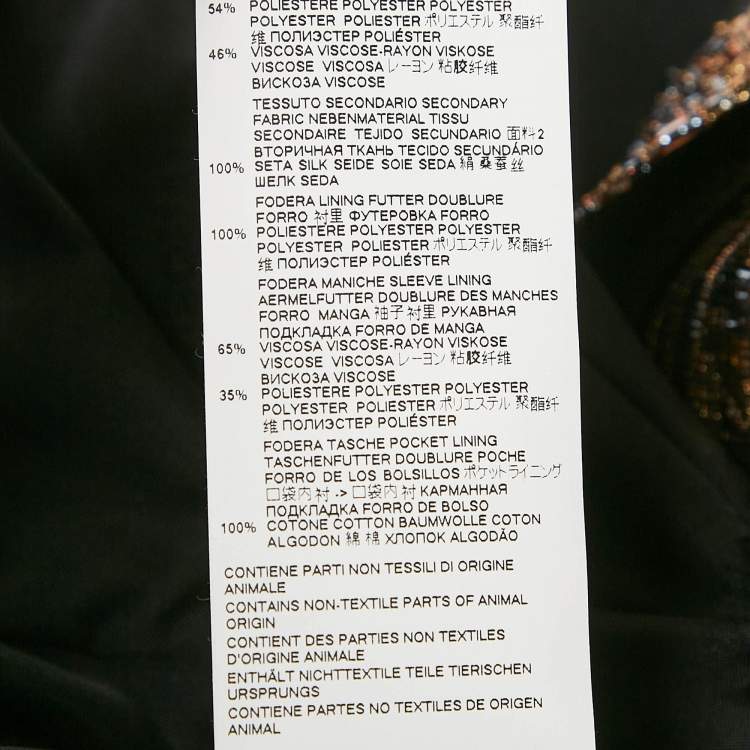 54% POLIESTERE POLYESTER POLYESTER
POLYESTER POLIESTER ポリエステル 聚酯纤
维 ПОЛИЭСТЕР POLIÉSTER
46% VISCOSA VISCOSE-RAYON VISKOSE
VISCOSE VISCOSA レーヨン 粘胶纤维
ВИСКОЗА VISCOSE
TESSUTO SECONDARIO SECONDARY
FABRIC NEBENMATERIAL TISSU
SECONDAIRE TEJIDO SECUNDARIO 面料2
ВТОРИЧНАЯ ТКАНЬ TECIDO SECUNDÁRIO
100% SETA SILK SEIDE SOIE SEDA 絹 桑蚕丝
ШЕЛК SEDA
FODERA LINING FUTTER DOUBLURE
FORRO 衬里 ФУТЕРОВКА FORRO
100% POLIESTERE POLYESTER POLYESTER
POLYESTER POLIESTER ポリエステル 聚酯纤
维 ПОЛИЭСТЕР POLIÉSTER
FODERA MANICHE SLEEVE LINING
AERMELFUTTER DOUBLURE DES MANCHES
FORRO MANGA 袖子衬里 РУКАВНАЯ
ПОДКЛАДКА FORRO DE MANGA
65% VISCOSA VISCOSE-RAYON VISKOSE
VISCOSE VISCOSA レーヨン 粘胶纤维
ВИСКОЗА VISCOSE
35% POLIESTERE POLYESTER POLYESTER
POLYESTER POLIESTER ポリエステル 聚酯纤
维 ПОЛИЭСТЕР POLIÉSTER
FODERA TASCHE POCKET LINING
TASCHENFUTTER DOUBLURE POCHE
FORRO DE LOS BOLSILLOS ポケットライニング
口袋内衬 -> 口袋内衬 КАРМАННАЯ
ПОДКЛАДКА FORRO DE BOLSO
100% COTONE COTTON BAUMWOLLE COTON
ALGODON 綿 棉 ХЛОПОК ALGODÃO
CONTIENE PARTI NON TESSILI DI ORIGINE
ANIMALE
CONTAINS NON-TEXTILE PARTS OF ANIMAL
ORIGIN
CONTIENT DES PARTIES NON TEXTILES
D'ORIGINE ANIMALE
ENTHÄLT NICHTTEXTILE TEILE TIERISCHEN
URSPRUNGS
CONTIENE PARTES NO TEXTILES DE ORIGEN
ANIMAL